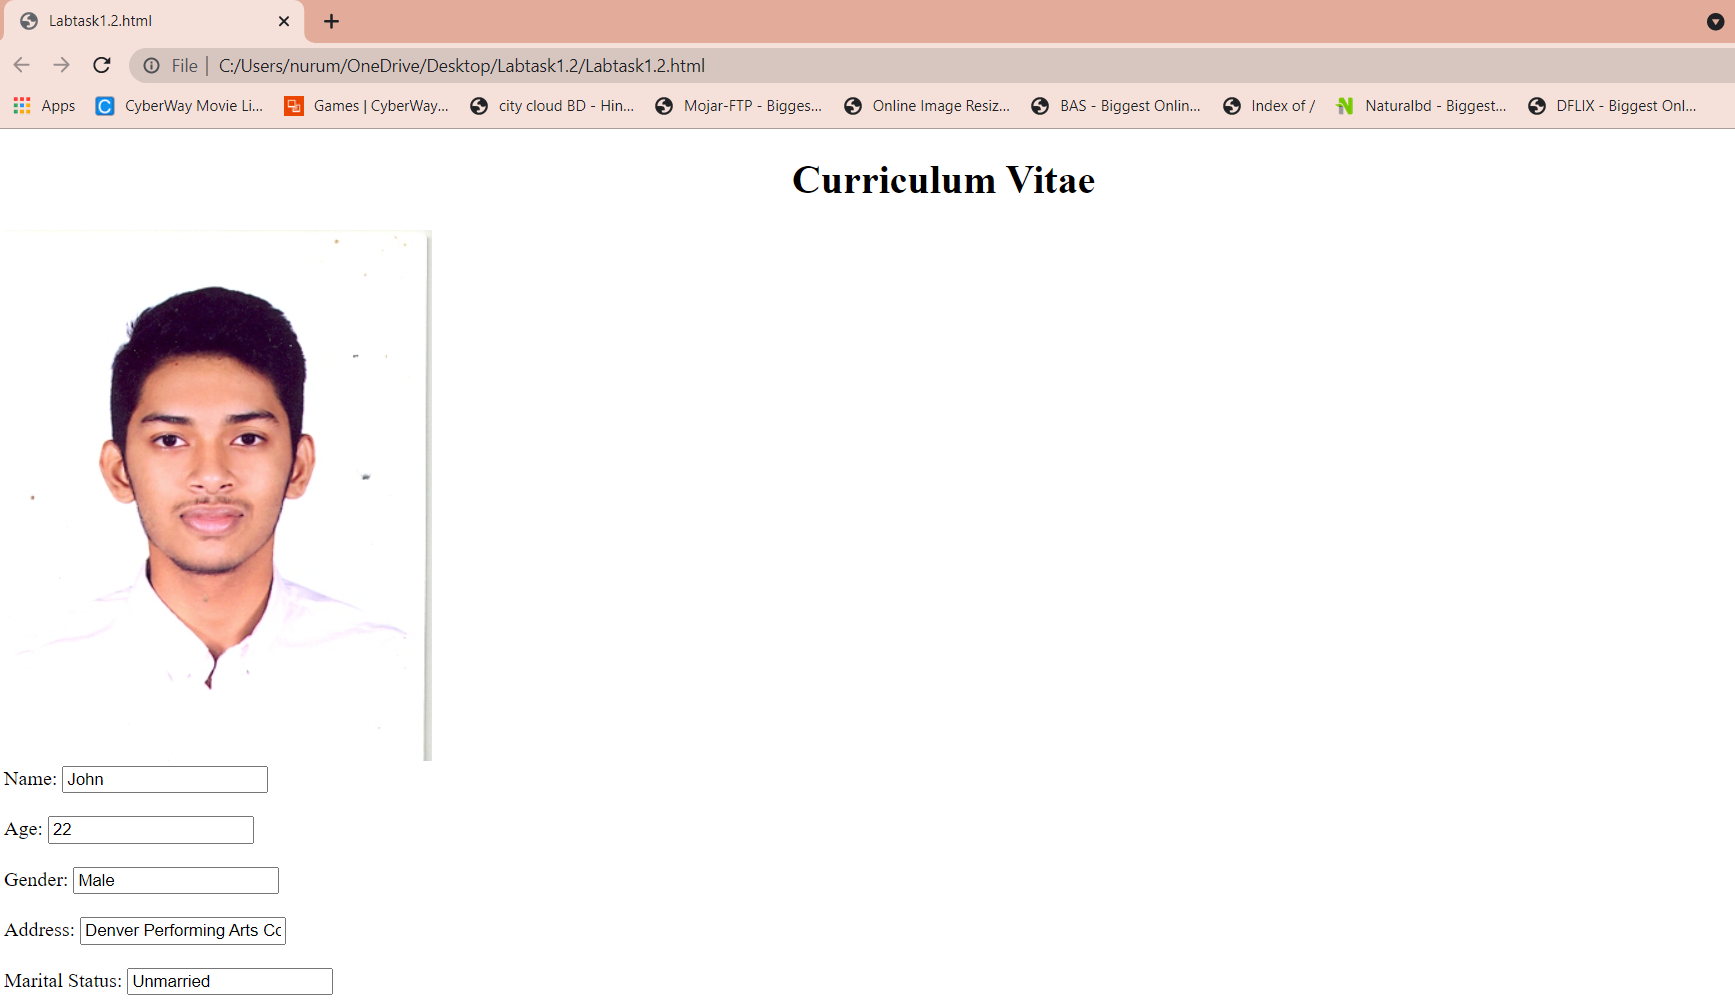 Labtask1.2.html
File | C:/Users/nurum/OneDrive/Desktop/Labtask1.2/Labtask1.2.html
Apps CyberWay Movie Li... Games | CyberWay... city cloud BD - Hin... Mojar-FTP - Bigges... Online Image Resiz... BAS - Biggest Onlin... Index of / Naturalbd - Biggest... DFLIX - Biggest Onl...
Curriculum Vitae
Name: John
Age: 22
Gender: Male
Address: Denver Performing Arts Co
Marital Status: Unmarried